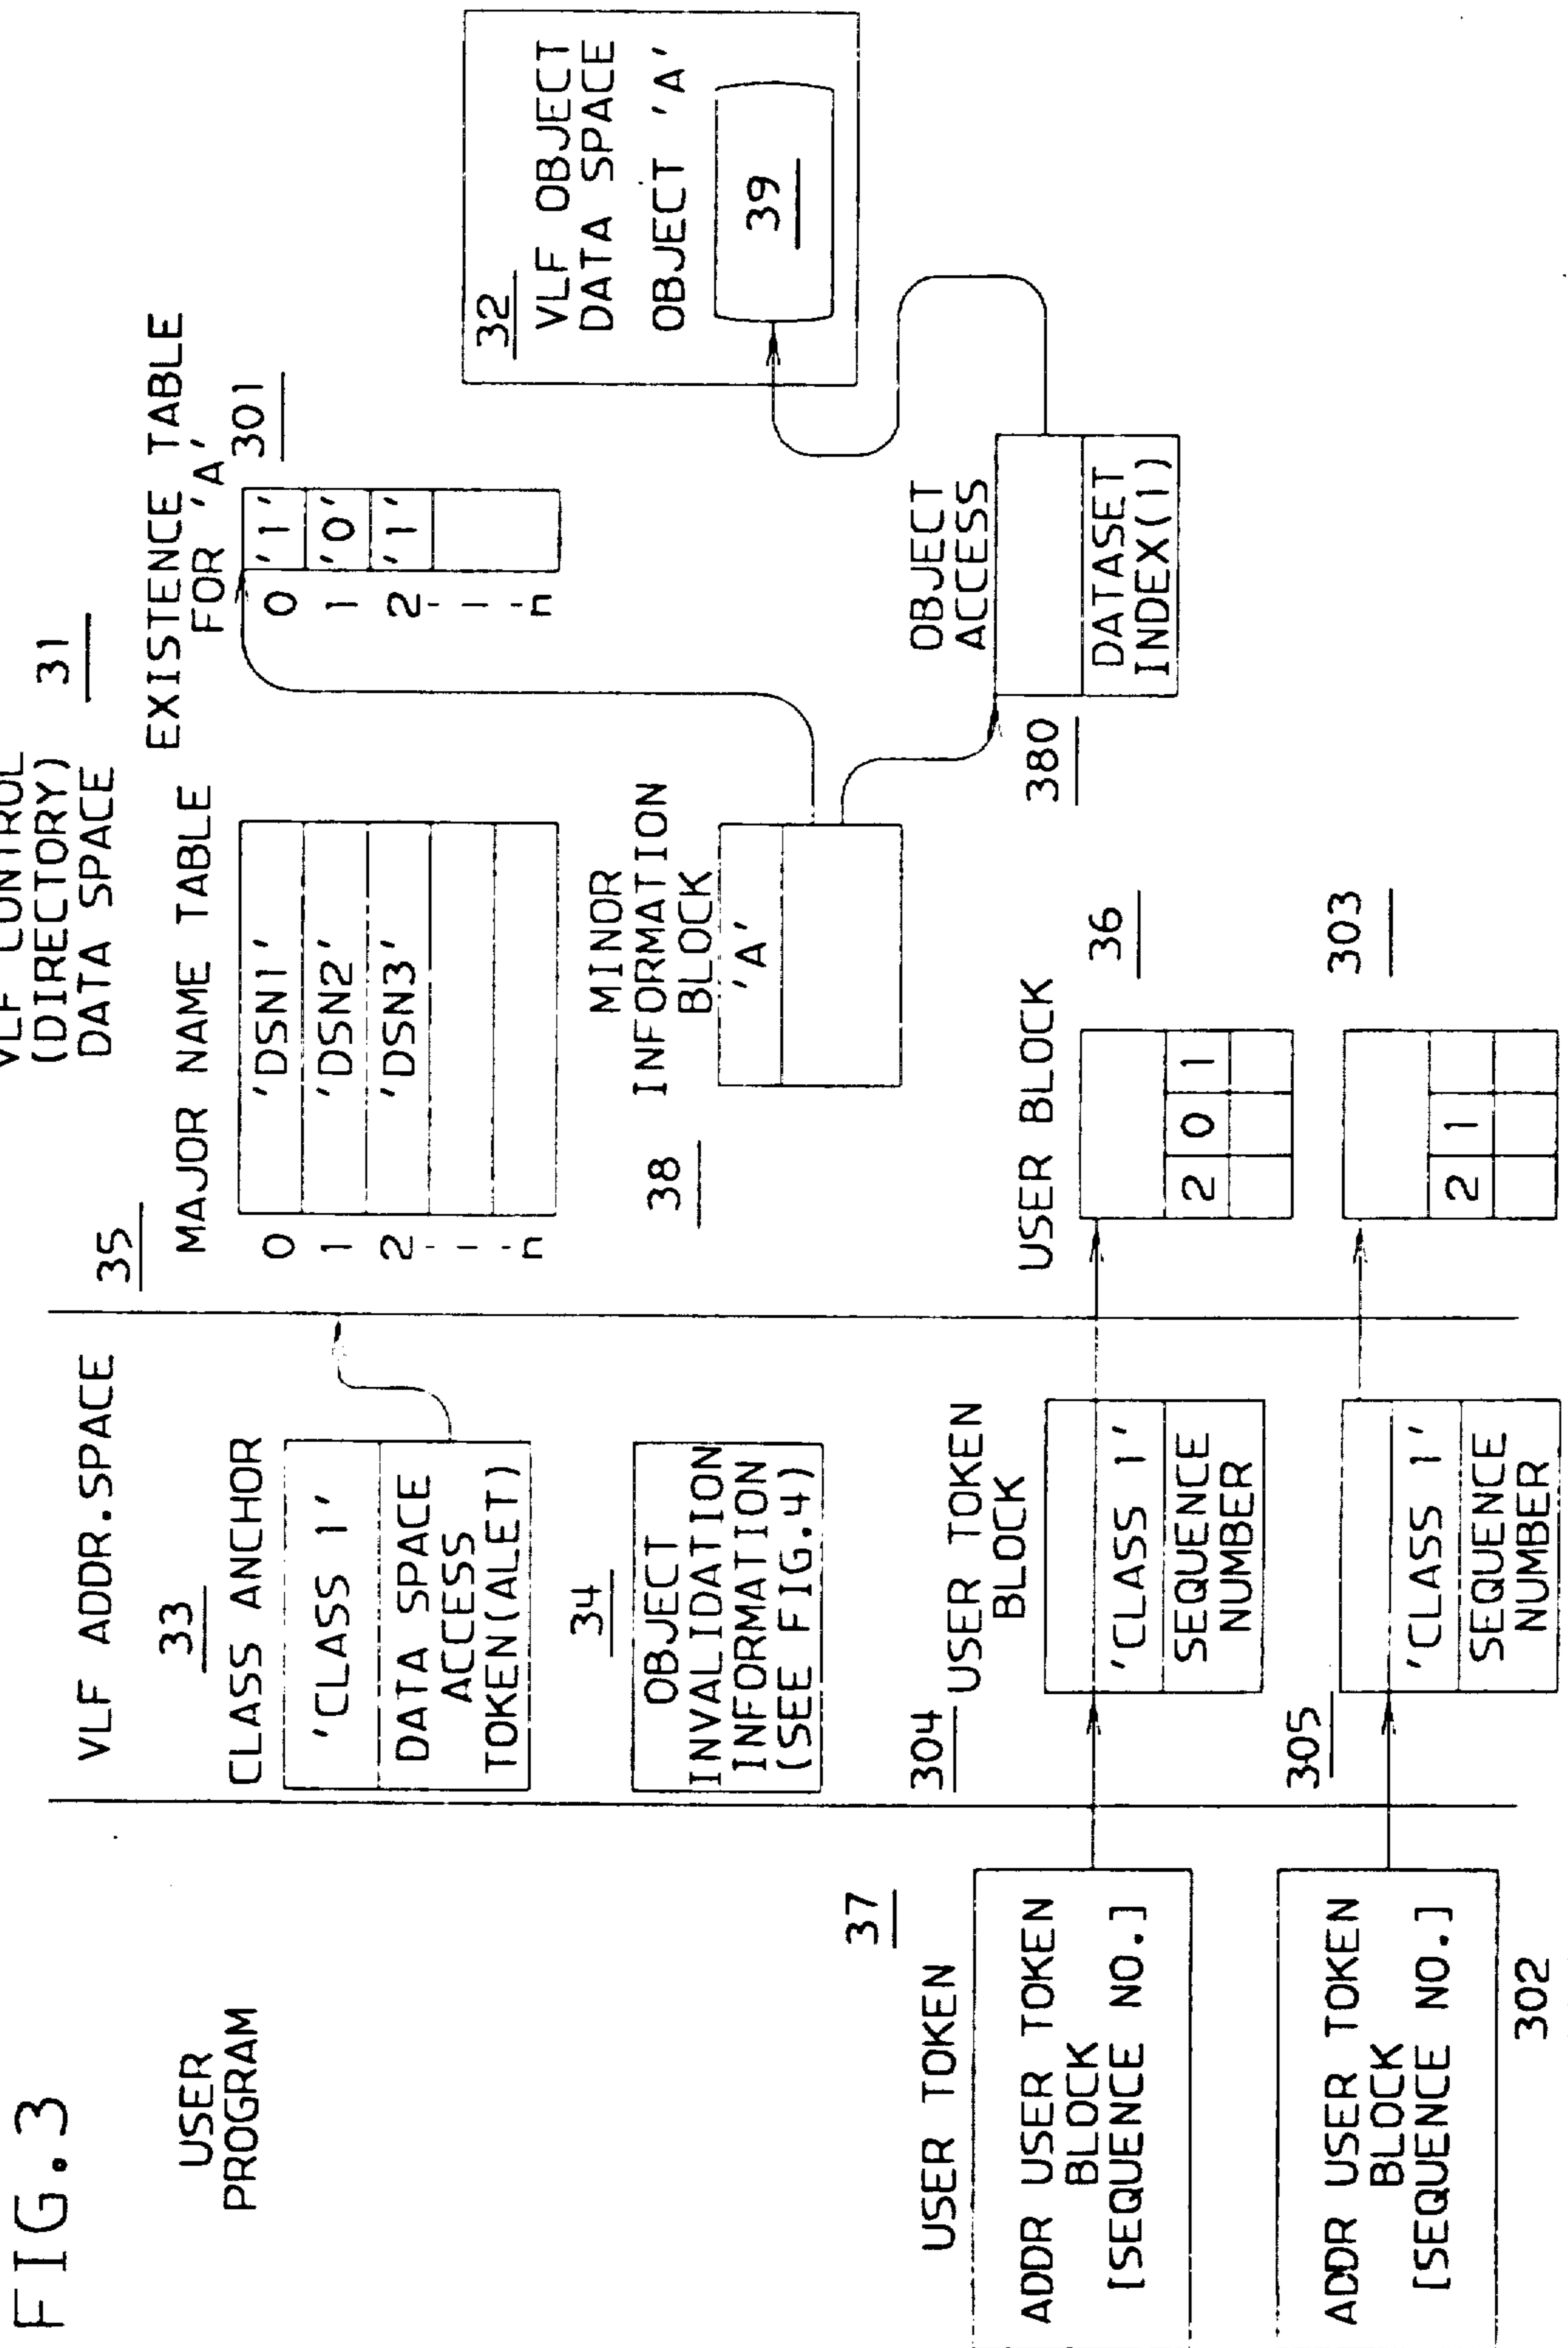 FIG.3
USER
PROGRAM
VLF ADDR.SPACE
VLF CONTROL
(DIRECTORY)
DATA SPACE
31
33
CLASS ANCHOR
'CLASS 1'
DATA SPACE
ACCESS
TOKEN(ALET)
35
MAJOR NAME TABLE
0
'DSN1'
1
'DSN2'
2
'DSN3'
n
EXISTENCE TABLE
FOR 'A'
301
0
'1'
1
'0'
2
'1'
n
32
VLF OBJECT
DATA SPACE
OBJECT 'A'
39
34
OBJECT
INVALIDATION
INFORMATION
(SEE FIG.4)
38
MINOR
INFORMATION
BLOCK
'A'
380
OBJECT
ACCESS
DATASET
INDEX(1)
USER TOKEN
37
ADDR USER TOKEN
BLOCK
[SEQUENCE NO.]
304
USER TOKEN
BLOCK
'CLASS 1'
SEQUENCE
NUMBER
USER BLOCK
36
2 0 1
ADDR USER TOKEN
BLOCK
[SEQUENCE NO.]
302
305
'CLASS 1'
SEQUENCE
NUMBER
303
2 1